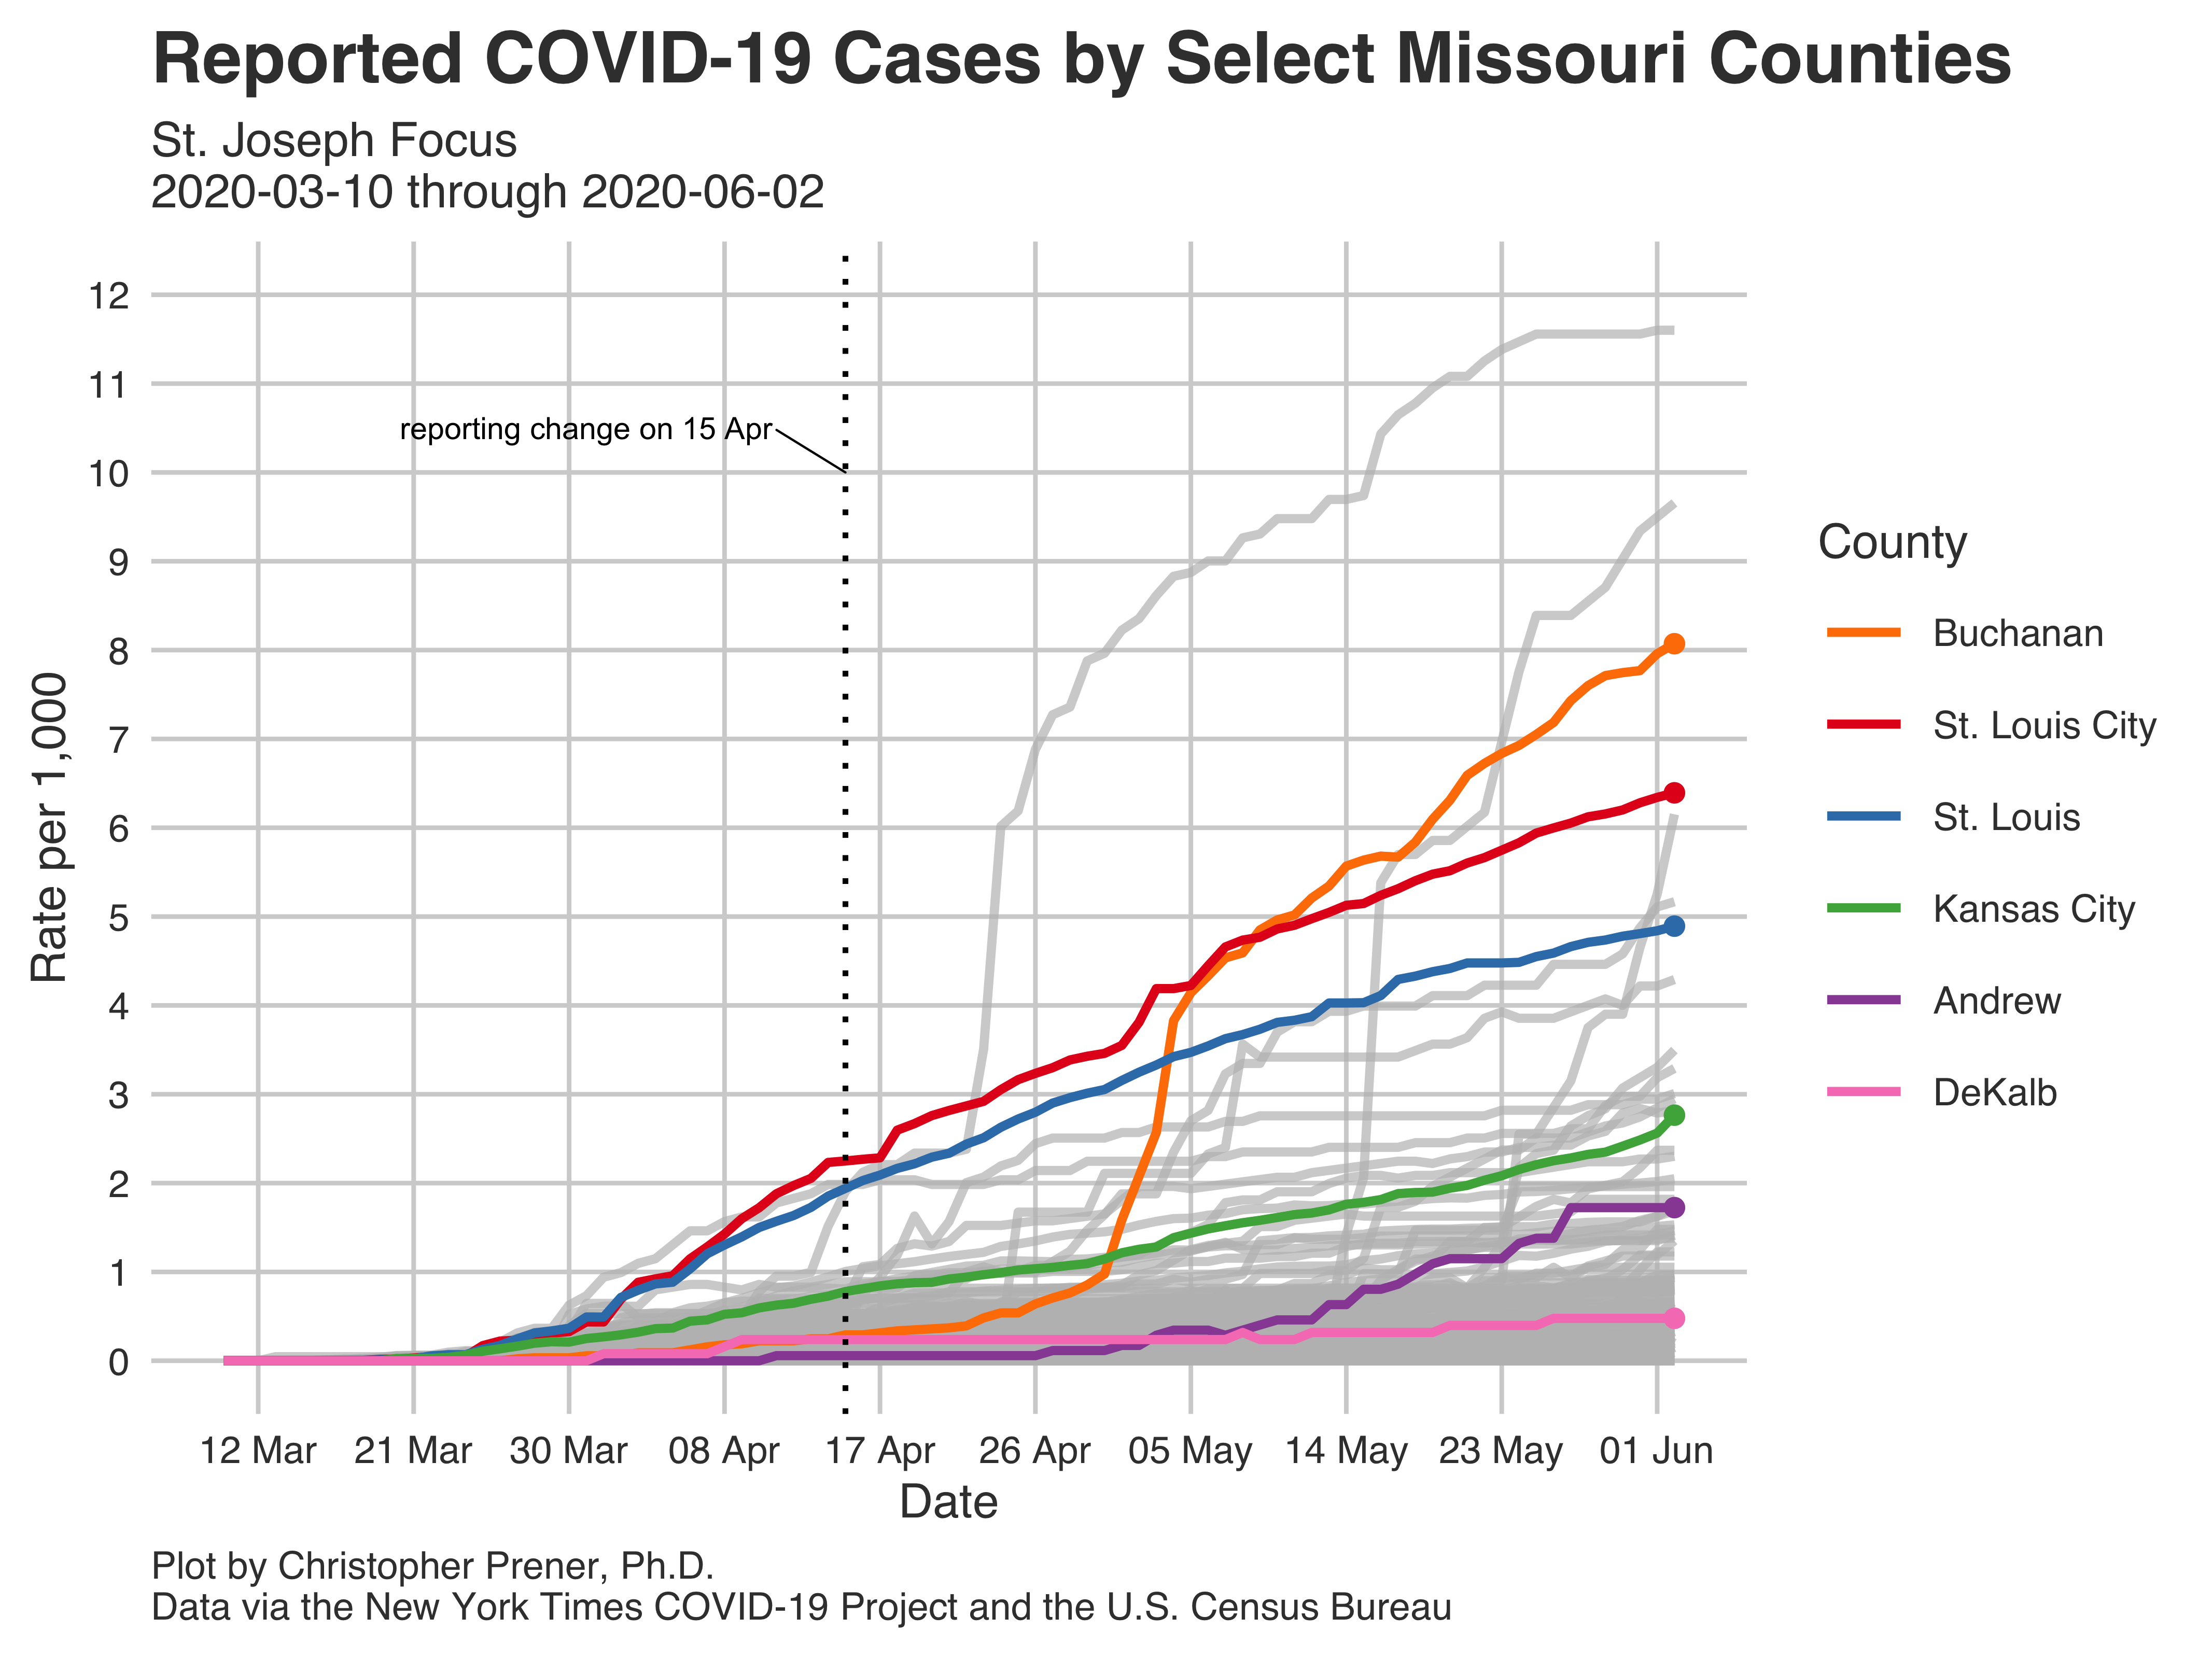 Reported COVID-19 Cases by Select Missouri Counties
St. Joseph Focus
2020-03-10 through 2020-06-02
12
11
10
9
8
7
6
5
4
3
2
1
0
Rate per 1,000
reporting change on 15 Apr
12 Mar
21 Mar
30 Mar
08 Apr
17 Apr
26 Apr
05 May
14 May
23 May
01 Jun
Date
County
Buchanan
St. Louis City
St. Louis
Kansas City
Andrew
DeKalb
Plot by Christopher Prener, Ph.D.
Data via the New York Times COVID-19 Project and the U.S. Census Bureau